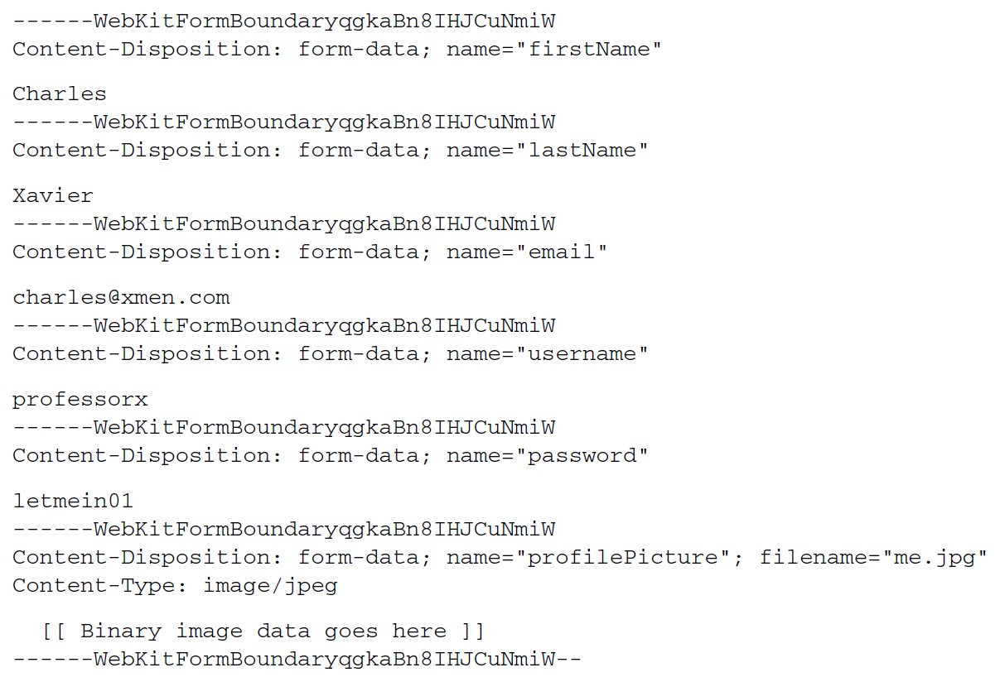 ------WebKitFormBoundaryqgkaBn8IHJCuNmiW
Content-Disposition: form-data; name="firstName"
Charles
------WebKitFormBoundaryqgkaBn8IHJCuNmiW
Content-Disposition: form-data; name="lastName"
Xavier
------WebKitFormBoundaryqgkaBn8IHJCuNmiW
Content-Disposition: form-data; name="email"
charles@xmen.com
------WebKitFormBoundaryqgkaBn8IHJCuNmiW
Content-Disposition: form-data; name="username"
professorx
------WebKitFormBoundaryqgkaBn8IHJCuNmiW
Content-Disposition: form-data; name="password"
letmein01
------WebKitFormBoundaryqgkaBn8IHJCuNmiW
Content-Disposition: form-data; name="profilePicture"; filename="me.jpg"
Content-Type: image/jpeg
[[ Binary image data goes here ]]
------WebKitFormBoundaryqgkaBn8IHJCuNmiW--